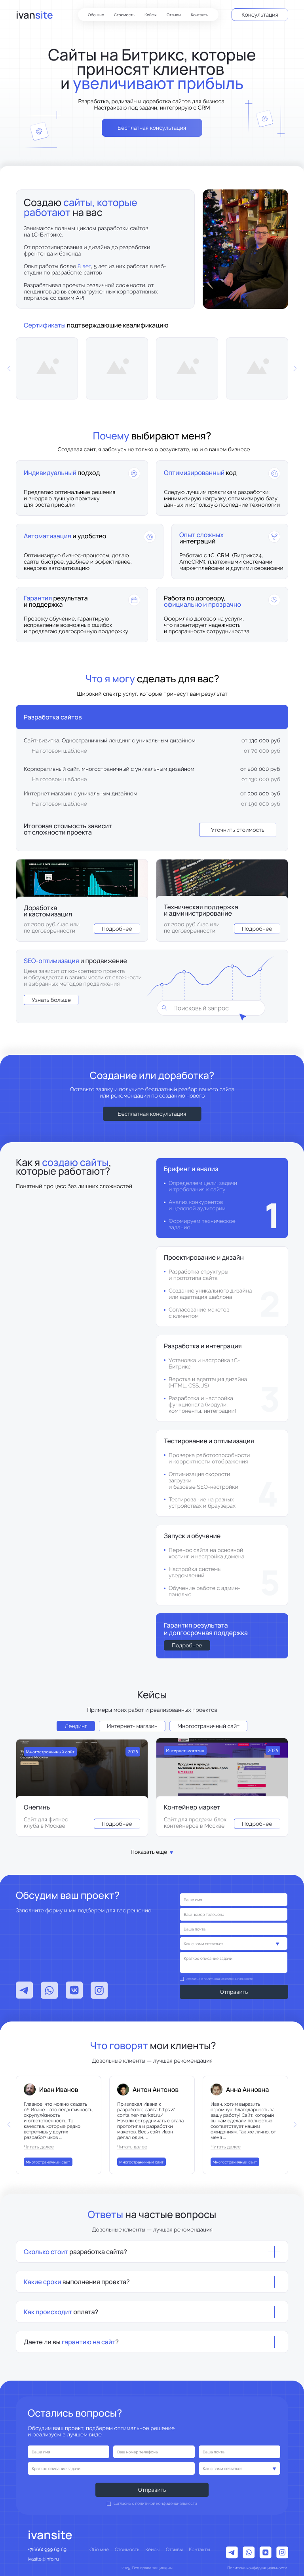 ivansite
Обо мне
Стоимость
Кейсы
Отзывы
Контакты
Консультация
Сайты на Битрикс, которые
приносят клиентов
и увеличивают прибыль
Разработка, редизайн и доработка сайтов для бизнеса
Настраиваю под задачи, интегрирую с CRM
Бесплатная консультация
Создаю сайты, которые
работают на вас
Занимаюсь полным циклом разработки сайтов
на 1С-Битрикс.
От прототипирования и дизайна до разработки
фронтенда и бэкенда
Опыт работы более 8 лет, 5 лет из них работал в веб-
студии по разработке сайтов
Разрабатывал проекты различной сложности, от
лендингов до высоконагруженных корпоративных
порталов со своим API
Сертификаты подтверждающие квалификацию
Почему выбирают меня?
Создавая сайт, я забочусь не только о результате, но и о вашем бизнесе
Индивидуальный подход
Предлагаю оптимальные решения
и внедряю лучшую практику
для роста прибыли
Оптимизированный код
Следую лучшим практикам разработки:
минимизирую нагрузку, оптимизирую базу
данных и использую последние технологии
Автоматизация и удобство
Оптимизирую бизнес-процессы, делаю
сайты быстрее, удобнее и эффективнее,
внедряю автоматизацию
Опыт сложных
интеграций
Работаю с 1С, CRM (Битрикс24,
AmoCRM), платежными системами,
маркетплейсами и другими сервисами
Гарантия результата
и поддержка
Провожу обучение, гарантирую
исправление возможных ошибок
и предлагаю долгосрочную поддержку
Работа по договору,
официально и прозрачно
Оформляю договор на услуги,
что гарантирует надежность
и прозрачность сотрудничества
Что я могу сделать для вас?
Широкий спектр услуг, которые принесут вам результат
Разработка сайтов
Сайт-визитка: Одностраничный лендинг с уникальным дизайном
от 130 000 руб
На готовом шаблоне
от 70 000 руб
Корпоративный сайт, многостраничный с уникальным дизайном
от 200 000 руб
На готовом шаблоне
от 130 000 руб
Интернет магазин с уникальным дизайном
от 300 000 руб
На готовом шаблоне
от 190 000 руб
Итоговая стоимость зависит
от сложности проекта
Уточнить стоимость
Доработка
и кастомизация
от 2000 руб./час или
по договоренности
Подробнее
Техническая поддержка
и администрирование
от 2000 руб./час или
по договоренности
Подробнее
SEO-оптимизация и продвижение
Цена зависит от конкретного проекта
и обсуждается в зависимости от сложности
и выбранных методов продвижения
Узнать больше
Поисковый запрос
Создание или доработка?
Оставьте заявку и получите бесплатный разбор вашего сайта
или рекомендации по созданию нового
Бесплатная консультация
Как я создаю сайты,
которые работают?
Понятный процесс без лишних сложностей
Брифинг и анализ
Определяем цели, задачи
и требования к сайту
Анализ конкурентов
и целевой аудитории
Формируем техническое
задание
1
Проектирование и дизайн
Разработка структуры
и прототипа сайта
Создание уникального дизайна
или адаптация шаблона
Согласование макетов
с клиентом
2
Разработка и интеграция
Установка и настройка 1С-
Битрикс
Верстка и адаптация дизайна
(HTML, CSS, JS)
Разработка и настройка
функционала (модули,
компоненты, интеграции)
3
Тестирование и оптимизация
Проверка работоспособности
и корректности отображения
Оптимизация скорости
загрузки
и базовые SEO-настройки
Тестирование на разных
устройствах и браузерах
4
Запуск и обучение
Перенос сайта на основной
хостинг и настройка домена
Настройка системы
уведомлений
Обучение работе с админ-
панелью
5
Гарантия результата
и долгосрочная поддержка
Подробнее
Кейсы
Примеры моих работ и реализованных проектов
Лендинг
Интернет- магазин
Многостраничный сайт
Многостраничный сайт
2023
Онегинъ
Сайт для фитнес
клуба в Москве
Подробнее
Интернет-магазин
2025
Контейнер маркет
Сайт для продажи блок
контейнеров в Москве
Подробнее
Показать еще
Обсудим ваш проект?
Заполните форму и мы подберем для вас решение
Ваше имя
Ваш номер телефона
Ваша почта
Как с вами связаться
Краткое описание задачи
Отправить
Что говорят мои клиенты?
Довольные клиенты — лучшая рекомендация
Иван Иванов
Главное, что можно сказать
об Иване - это педантичность,
скрупулёзность
и ответственность. Те
качества, которые редко
встретишь у других
разработчиков ...
Читать далее
Многостраничный сайт
Антон Антонов
Привлекал Ивана к
разработке сайта https://
container-market.ru/
Начали сотрудничать с этапа
прототипа и разработки
макетов. Весь сайт Иван
делал один, ...
Читать далее
Многостраничный сайт
Анна Анновна
Иван, хотим выразить
огромную благодарность за
вашу работу! Сайт, который
вы нам сделали полностью
соответствует нашим
ожиданиям. Так же, лично, от
меня ...
Читать далее
Многостраничный сайт
Ответы на частые вопросы
Довольные клиенты — лучшая рекомендация
Сколько стоит разработка сайта?
Какие сроки выполнения проекта?
Как происходит оплата?
Даете ли вы гарантию на сайт?
Остались вопросы?
Обсудим ваш проект, подберем оптимальное решение
и реализуем в лучшем виде
Ваше имя
Ваш номер телефона
Ваша почта
Краткое описание задачи
Как с вами связаться
Отправить
ivansite
Обо мне
Стоимость
Кейсы
Отзывы
Контакты